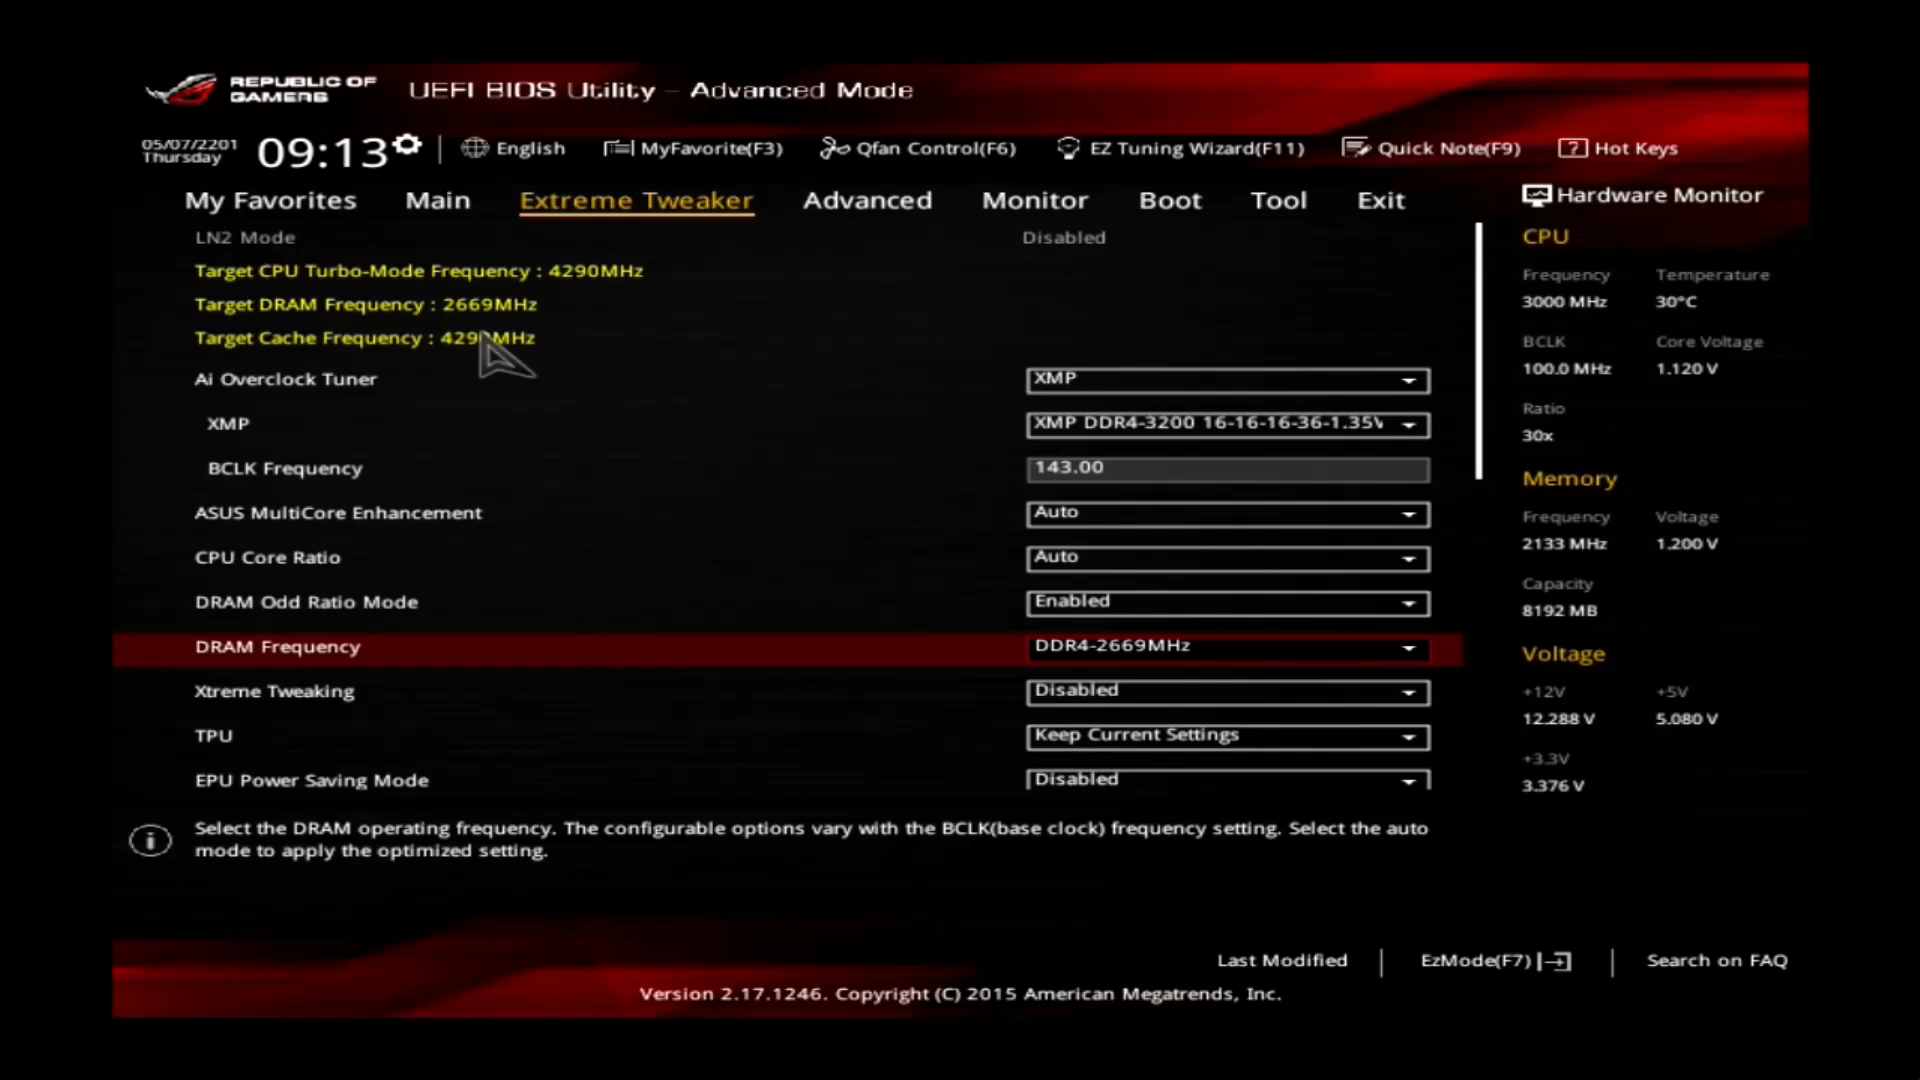 REPUBLIC OF
GAMERS
UEFI BIOS Utility – Advanced Mode
05/07/2201
Thursday
09:13
English
MyFavorite(F3)
Qfan Control(F6)
EZ Tuning Wizard(F11)
Quick Note(F9)
? Hot Keys
My Favorites
Main
Extreme Tweaker
Advanced
Monitor
Boot
Tool
Exit
LN2 Mode Disabled
Target CPU Turbo-Mode Frequency : 4290MHz
Target DRAM Frequency : 2669MHz
Target Cache Frequency : 4290MHz
Ai Overclock Tuner XMP
XMP XMP DDR4-3200 16-16-16-36-1.35V
BCLK Frequency 143.00
ASUS MultiCore Enhancement Auto
CPU Core Ratio Auto
DRAM Odd Ratio Mode Enabled
DRAM Frequency DDR4-2669MHz
Xtreme Tweaking Disabled
TPU Keep Current Settings
EPU Power Saving Mode Disabled
Select the DRAM operating frequency. The configurable options vary with the BCLK(base clock) frequency setting. Select the auto
mode to apply the optimized setting.
Hardware Monitor
CPU
Frequency Temperature
3000 MHz 30°C
BCLK Core Voltage
100.0 MHz 1.120 V
Ratio
30x
Memory
Frequency Voltage
2133 MHz 1.200 V
Capacity
8192 MB
Voltage
+12V +5V
12.288 V 5.080 V
+3.3V
3.376 V
Last Modified
EzMode(F7)
Search on FAQ
Version 2.17.1246. Copyright (C) 2015 American Megatrends, Inc.